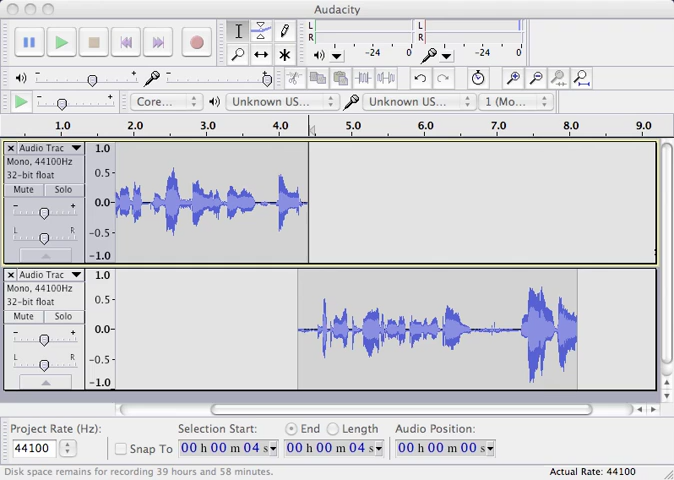 Audacity
L
R
-24 0
L
R
-24 0
- +
- +
- +
Core...
Unknown US...
Unknown US...
1 (Mo...
1.0 2.0 3.0 5.0 6.0 7.0 8.0 9.0
Audio Trac
Mono, 44100Hz
32-bit float
Mute Solo
- +
L R
1.0
0.5
0.0
-0.5
-1.0
Audio Trac
Mono, 44100Hz
32-bit float
Mute Solo
- +
L R
1.0
0.5
0.0
-0.5
-1.0
Project Rate (Hz):
44100
Snap To
Selection Start:
00 h 00 m 04 s
End Length
00 h 00 m 04 s
Audio Position:
00 h 00 m 00 s
Disk space remains for recording 39 hours and 58 minutes.
Actual Rate: 44100